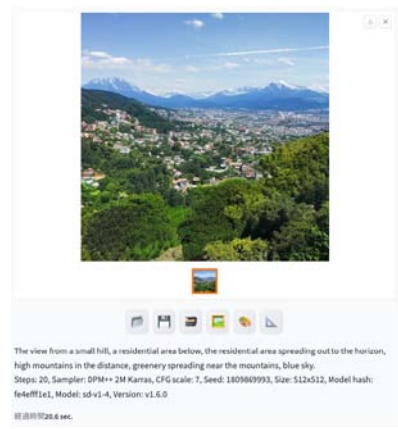 The view from a small hill, a residential area below, the residential area spreading out to the horizon,
high mountains in the distance, greenery spreading near the mountains, blue sky.
Steps: 20, Sampler: DPM++ 2M Karras, CFG scale: 7, Seed: 1809869993, Size: 512x512, Model hash:
fe4efff1e1, Model: sd-v1-4, Version: v1.6.0
経過時間20.6 sec.